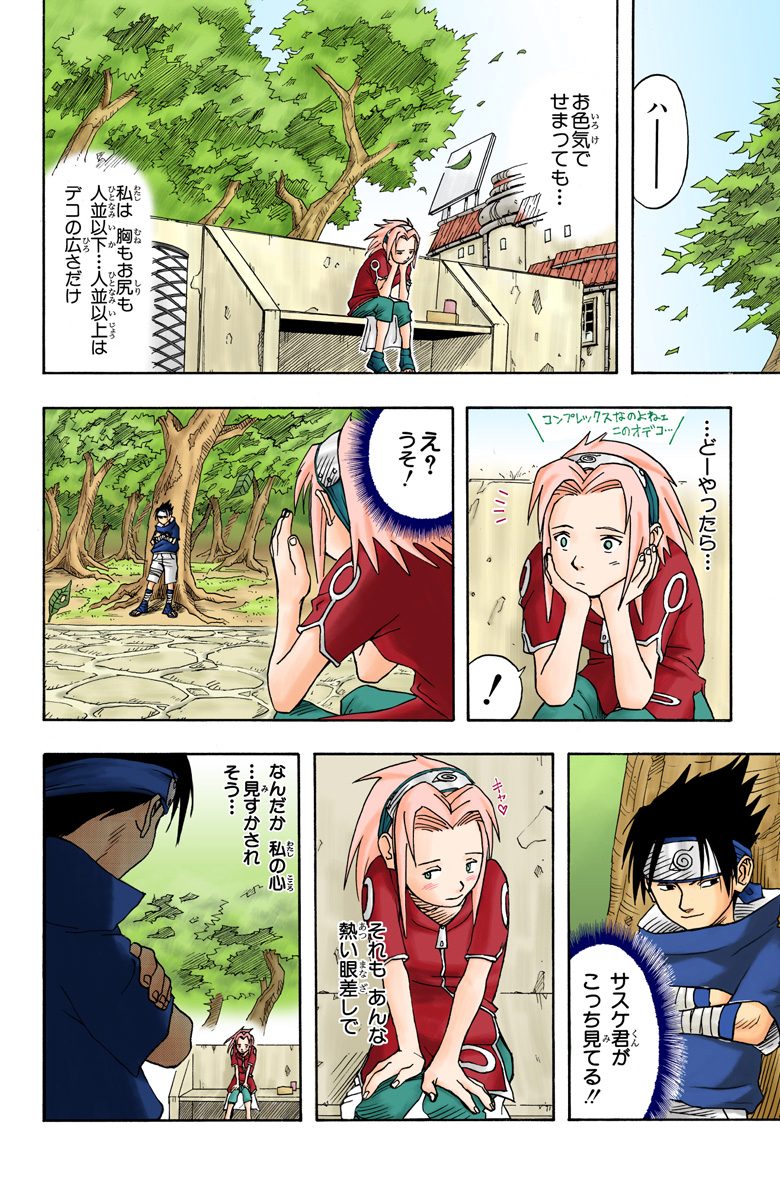 ハーー
お色気で
せまっても…
私は 胸もお尻も
人並以下…人並以上は
デコの広さだけ
コンプレックスなのよねェ
このオデコ…
…どーやったら…
！
え？
うそ！
サスケ君が
こっち見てる!!
キャ♡
それも あんな
熱い眼差しで
なんだか 私の心
…見すかされ
そう…